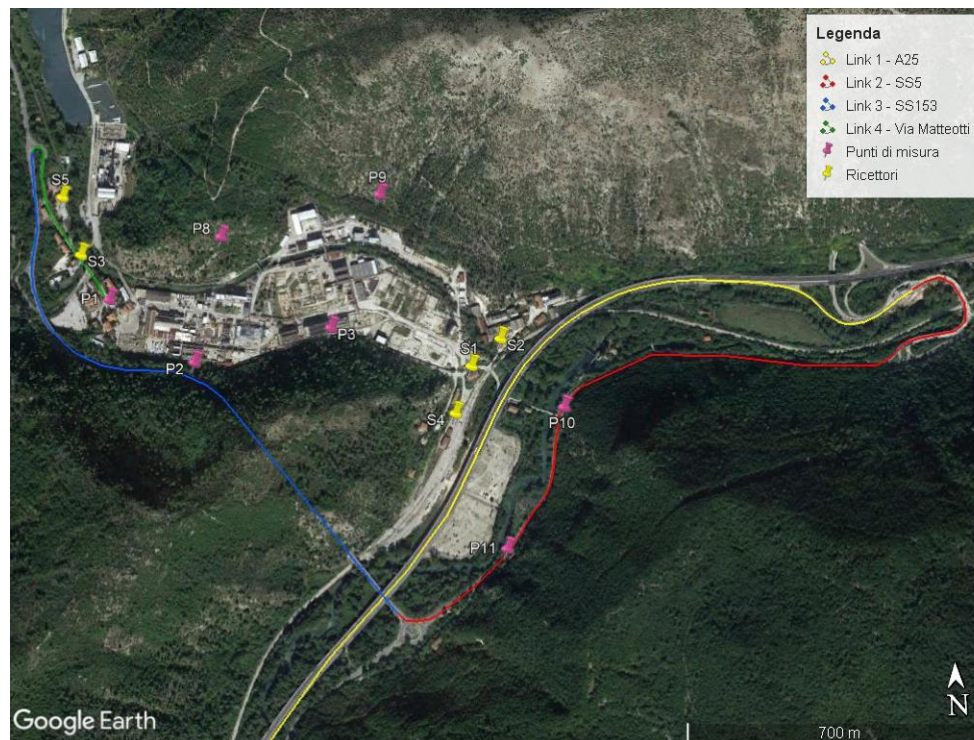 Legenda
Link 1 - A25
Link 2 - SS5
Link 3 - SS153
Link 4 - Via Matteotti
Punti di misura
Ricettori
S5
P9
P8
S3
P1
P3
S2
S1
P2
S4
P10
P11
N
Google Earth
700 m